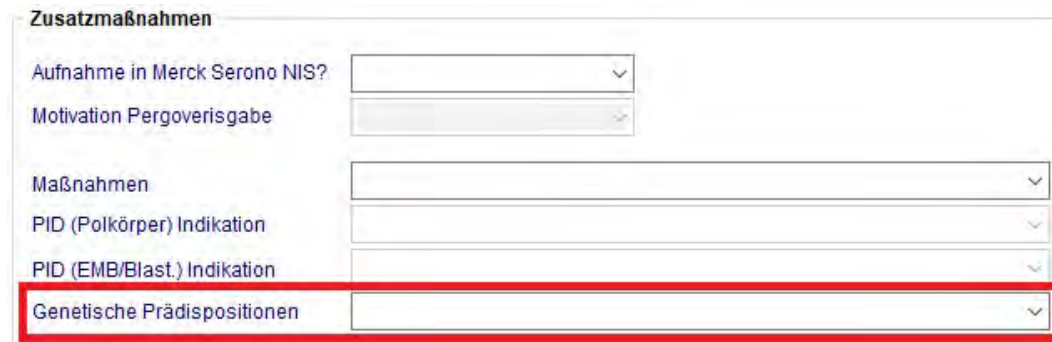 Zusatzmaßnahmen
Aufnahme in Merck Serono NIS?
Motivation Pergoverisgabe
Maßnahmen
PID (Polkörper) Indikation
PID (EMB/Blast.) Indikation
Genetische Prädispositionen